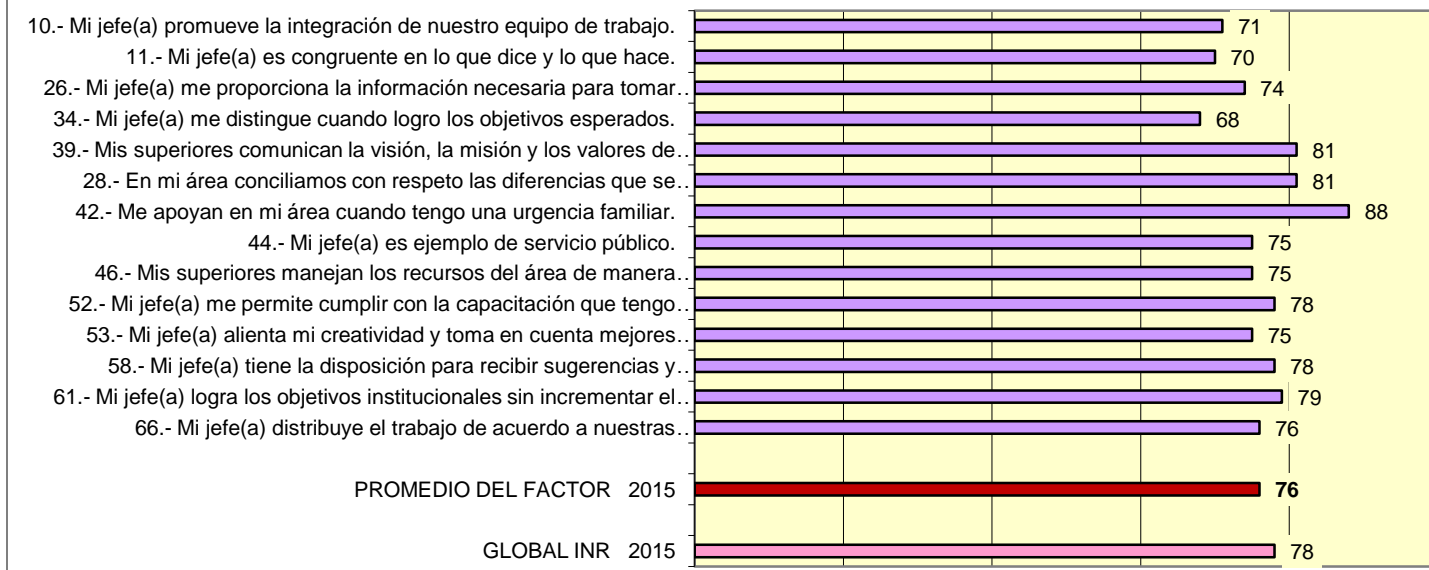 10.- Mi jefe(a) promueve la integración de nuestro equipo de trabajo. 71
11.- Mi jefe(a) es congruente en lo que dice y lo que hace. 70
26.- Mi jefe(a) me proporciona la información necesaria para tomar.. 74
34.- Mi jefe(a) me distingue cuando logro los objetivos esperados. 68
39.- Mis superiores comunican la visión, la misión y los valores de.. 81
28.- En mi área conciliamos con respeto las diferencias que se.. 81
42.- Me apoyan en mi área cuando tengo una urgencia familiar. 88
44.- Mi jefe(a) es ejemplo de servicio público. 75
46.- Mis superiores manejan los recursos del área de manera.. 75
52.- Mi jefe(a) me permite cumplir con la capacitación que tengo.. 78
53.- Mi jefe(a) alienta mi creatividad y toma en cuenta mejores.. 75
58.- Mi jefe(a) tiene la disposición para recibir sugerencias y.. 78
61.- Mi jefe(a) logra los objetivos institucionales sin incrementar el.. 79
66.- Mi jefe(a) distribuye el trabajo de acuerdo a nuestras.. 76
PROMEDIO DEL FACTOR 2015 76
GLOBAL INR 2015 78